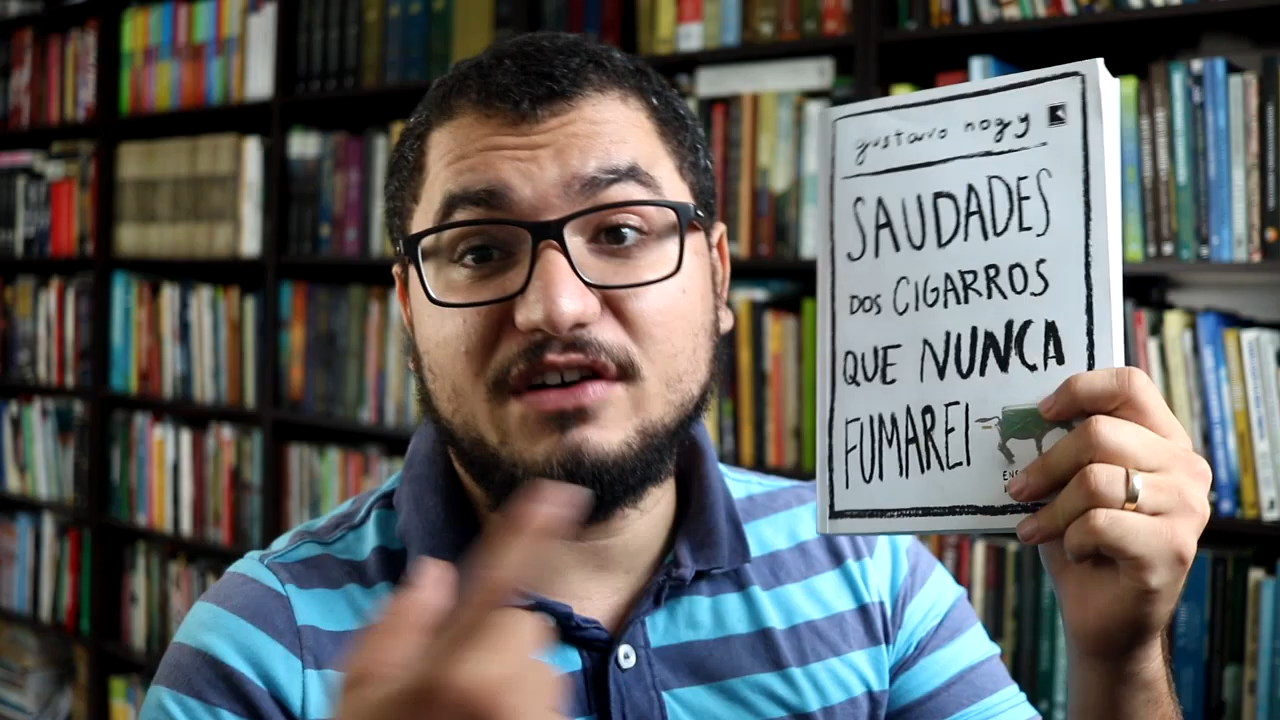 gustavo nogy
SAUDADES
DOS CIGARROS
QUE NUNCA
FUMAREI